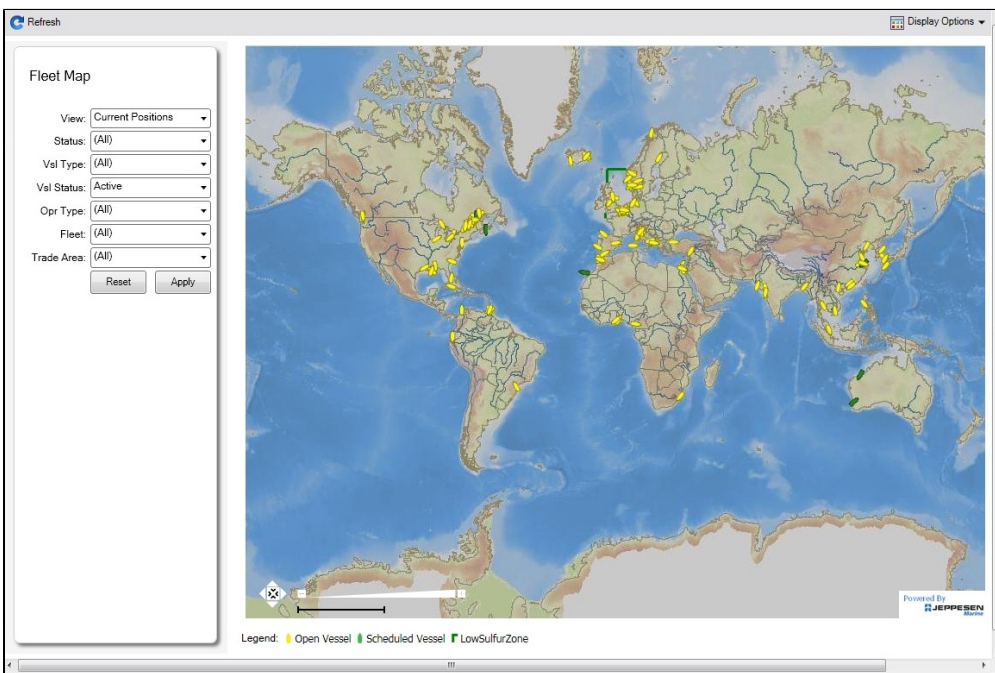 Refresh
Display Options
Fleet Map
View: Current Positions
Status: (All)
Vsl Type: (All)
Vsl Status: Active
Opr Type: (All)
Fleet: (All)
Trade Area: (All)
Reset Apply
Powered By
JEPPESEN
Marine
Legend: Open Vessel Scheduled Vessel LowSulfurZone